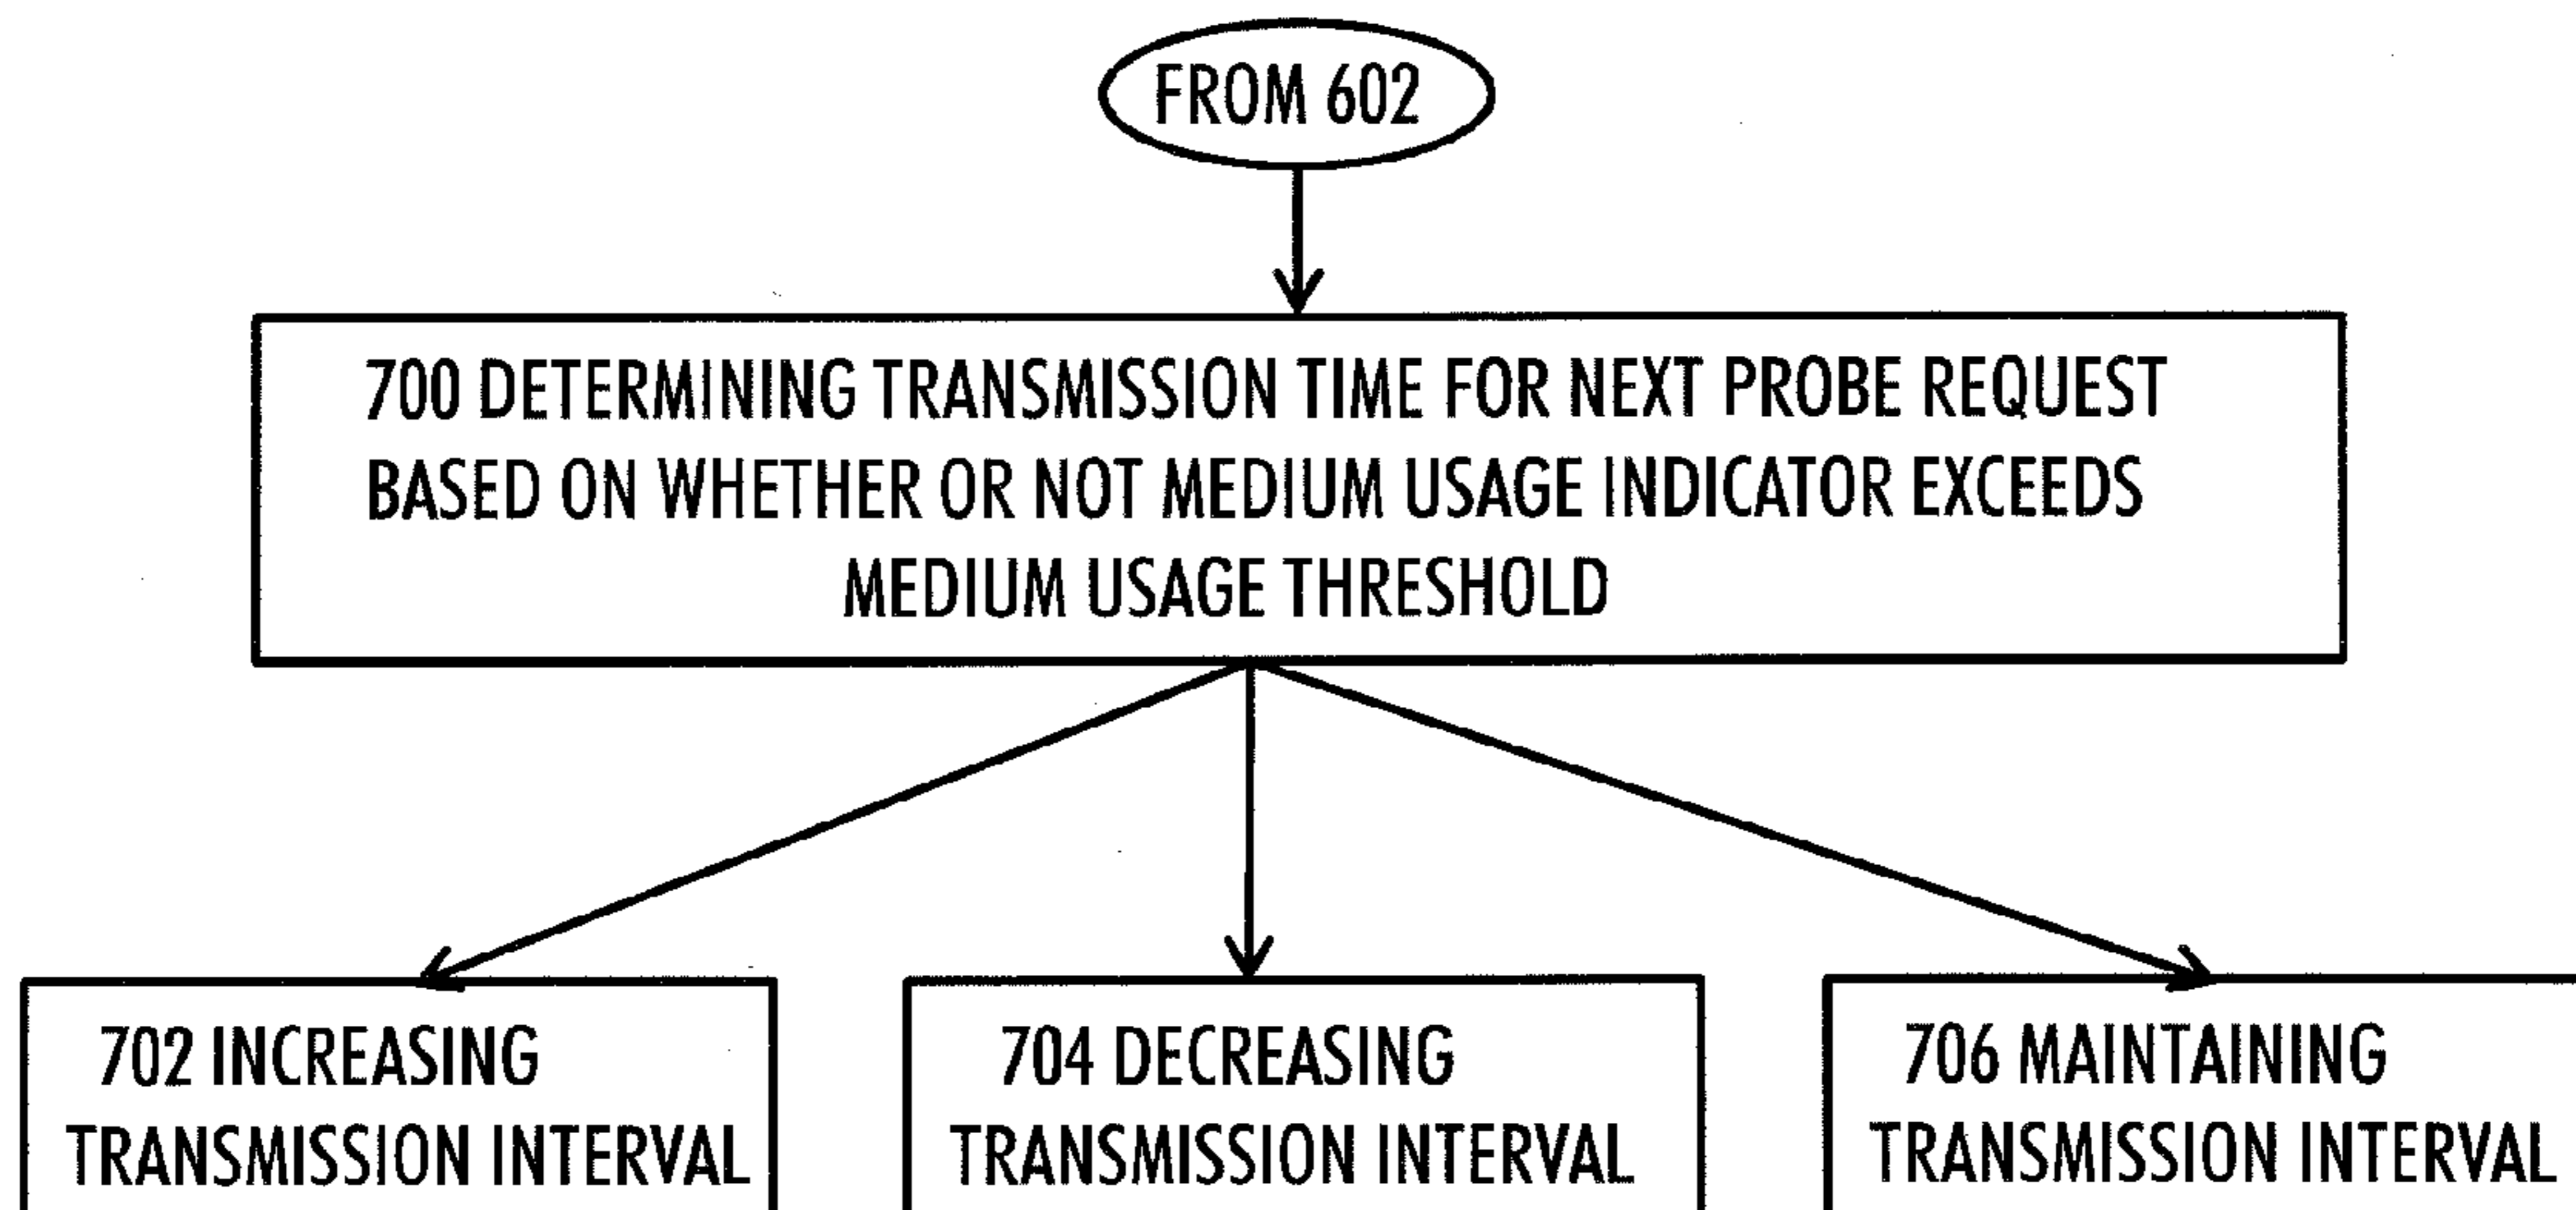 FROM 602
700 DETERMINING TRANSMISSION TIME FOR NEXT PROBE REQUEST
BASED ON WHETHER OR NOT MEDIUM USAGE INDICATOR EXCEEDS
MEDIUM USAGE THRESHOLD
702 INCREASING
TRANSMISSION INTERVAL
704 DECREASING
TRANSMISSION INTERVAL
706 MAINTAINING
TRANSMISSION INTERVAL